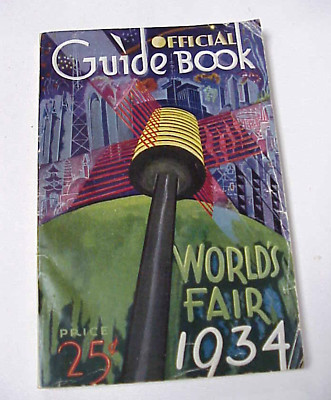 OFFICIAL
Guide BOOK
WORLD'S
FAIR
1934
PRICE
25¢